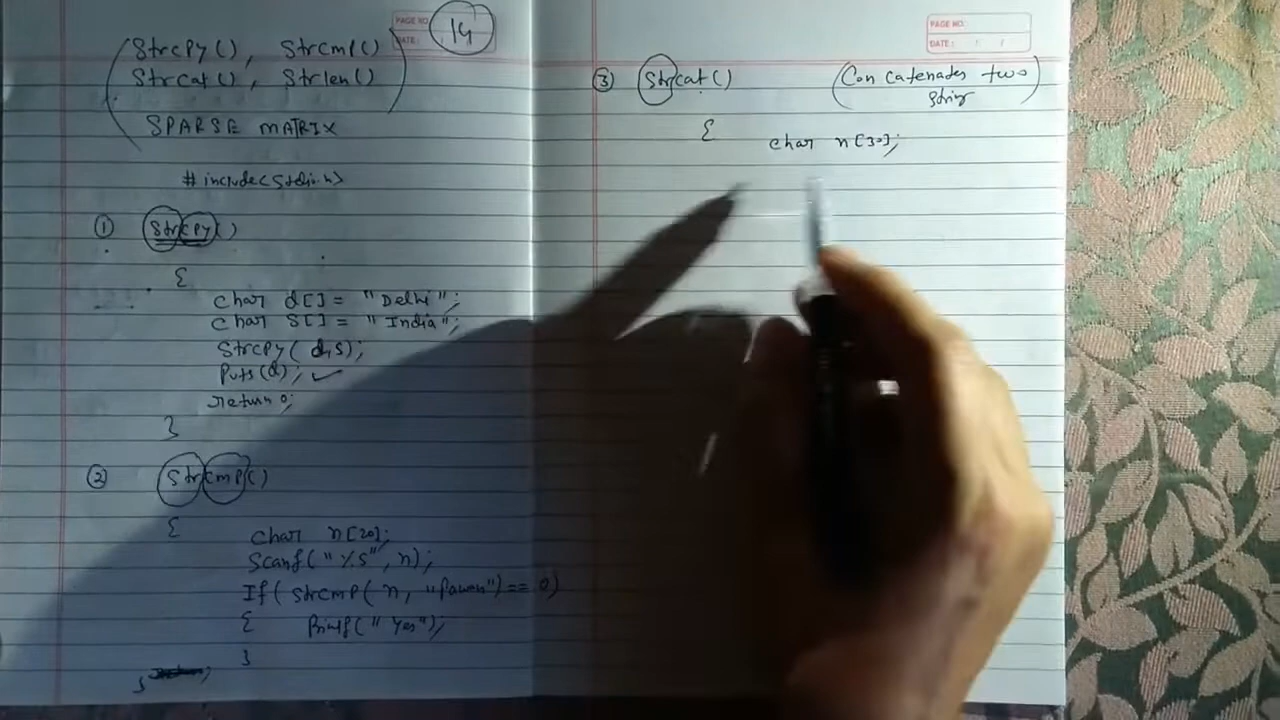 PAGE NO.
DATE:
14
Strcpy(), Strcmp()
Strcat(), Strlen()
SPARSE MATRIX
#include<Stdio.h>
① Strcpy()
{
char d[] = "Delhi";
char S[] = "India";
Strcpy(d,s);
Puts(d); ✓
return 0;
}
② Strcmp()
{
char n[20];
Scanf("%s", n);
If( strcmp( n, "Pawan") == 0)
{ Printf(" Yes");
}
}
PAGE NO.
DATE: / /
③ Strcat() (Con catenates two
string)
{ char n[30];